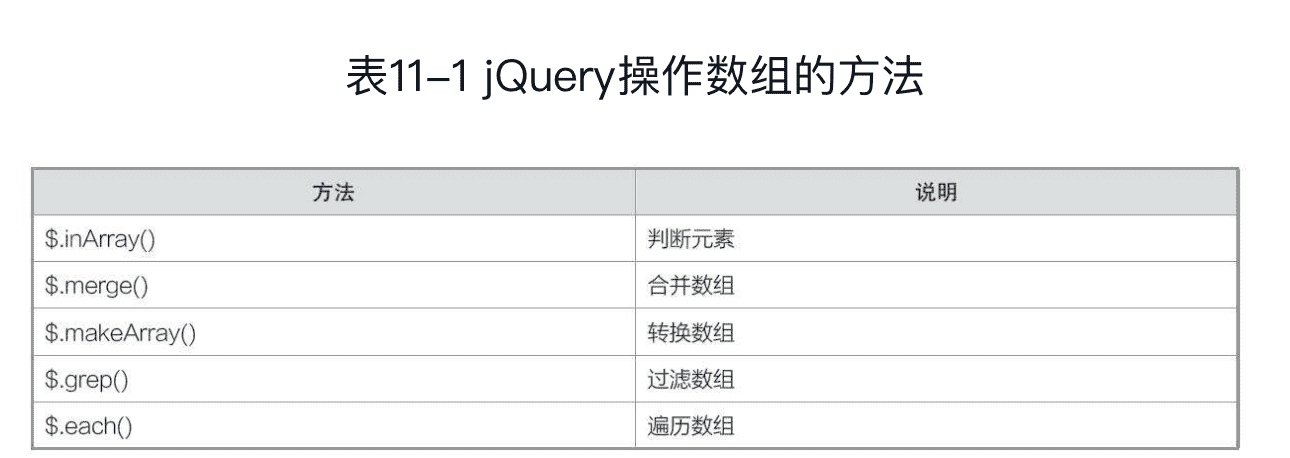 表11-1 jQuery操作数组的方法
方法 说明
$.inArray() 判断元素
$.merge() 合并数组
$.makeArray() 转换数组
$.grep() 过滤数组
$.each() 遍历数组